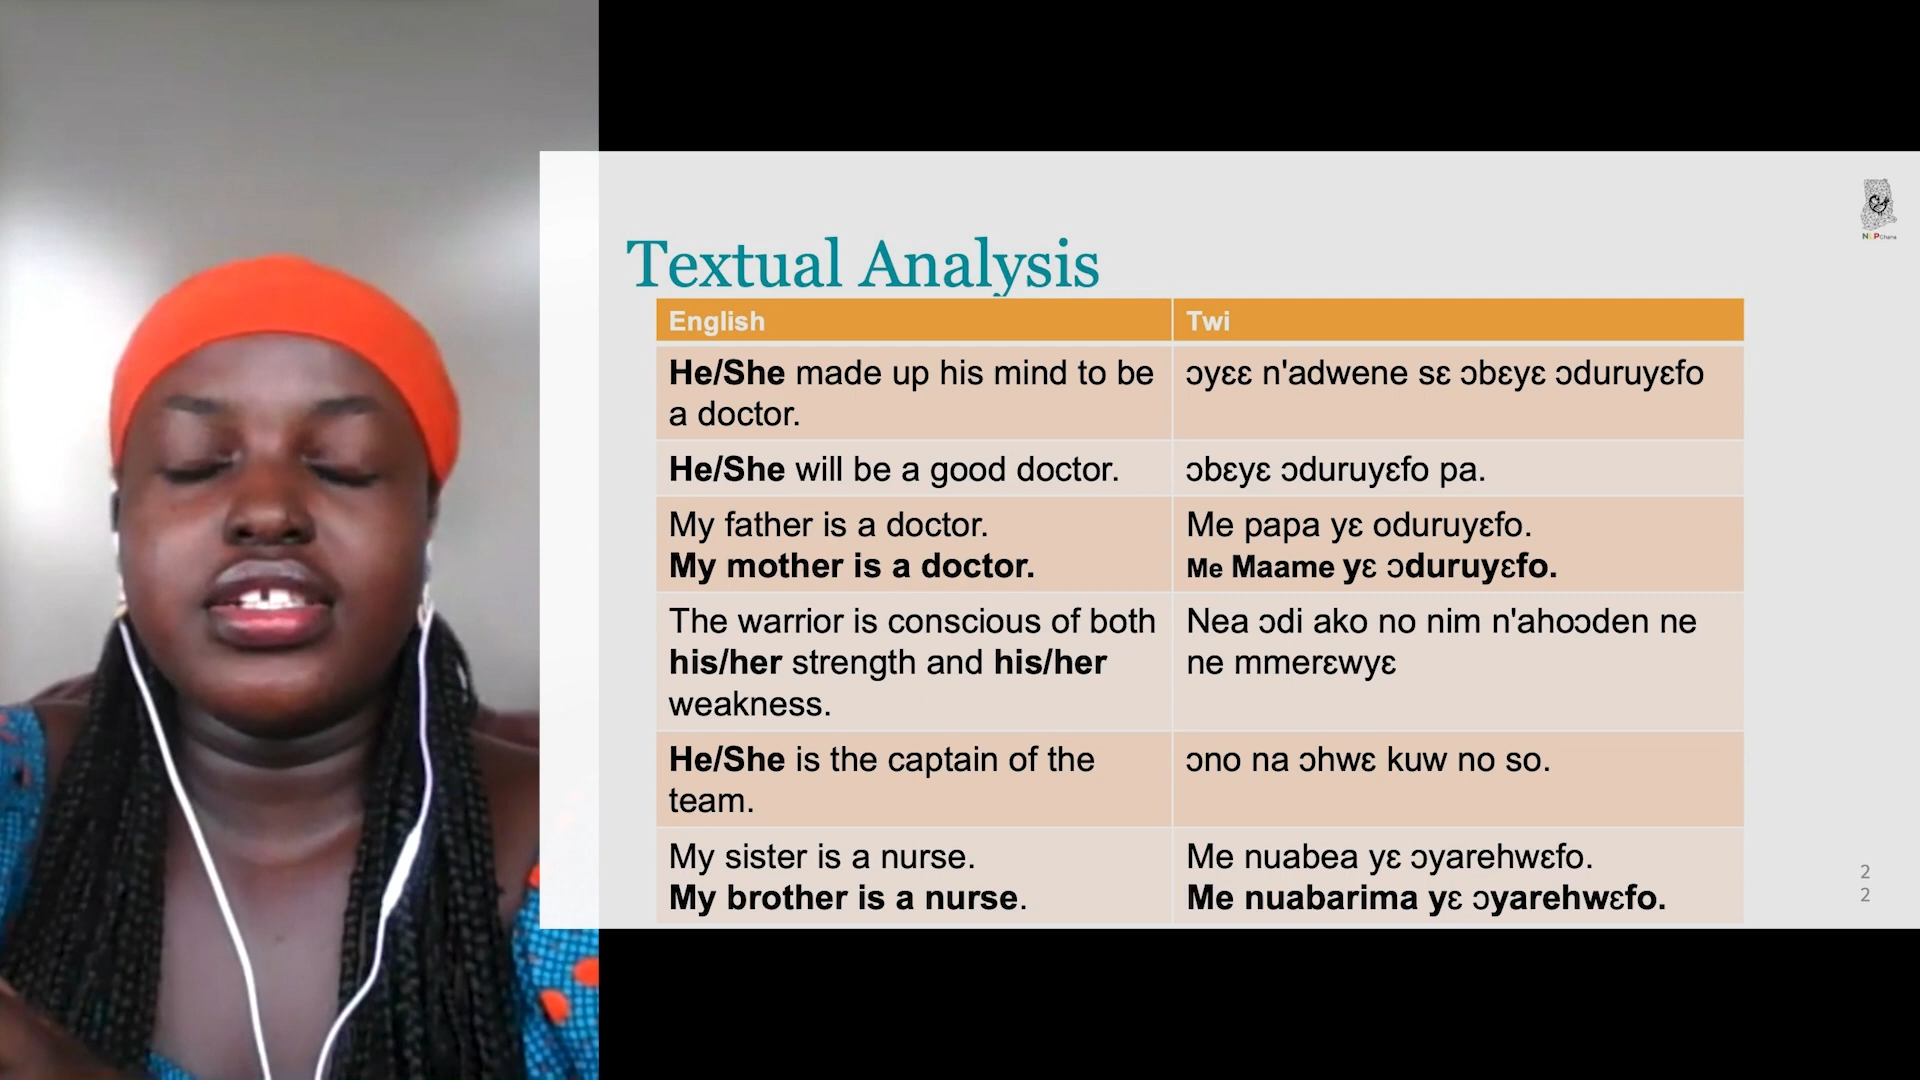 Textual Analysis
English
Twi
He/She made up his mind to be
a doctor.
ɔyɛɛ n'adwene sɛ ɔbɛyɛ ɔduruyɛfo
He/She will be a good doctor.
ɔbɛyɛ ɔduruyɛfo pa.
My father is a doctor.
My mother is a doctor.
Me papa yɛ oduruyɛfo.
Me Maame yɛ ɔduruyɛfo.
The warrior is conscious of both
his/her strength and his/her
weakness.
Nea ɔdi ako no nim n'ahoɔden ne
ne mmerɛwyɛ
He/She is the captain of the
team.
ɔno na ɔhwɛ kuw no so.
My sister is a nurse.
My brother is a nurse.
Me nuabea yɛ ɔyarehwɛfo.
Me nuabarima yɛ ɔyarehwɛfo.
NLPGhana
2
2